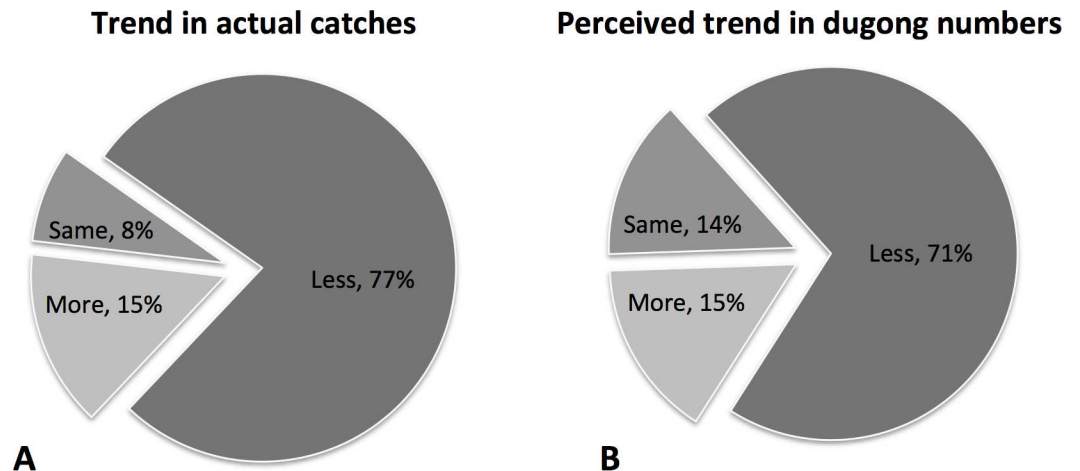 Trend in actual catches
Same, 8%
Less, 77%
More, 15%
A
Perceived trend in dugong numbers
Same, 14%
Less, 71%
More, 15%
B